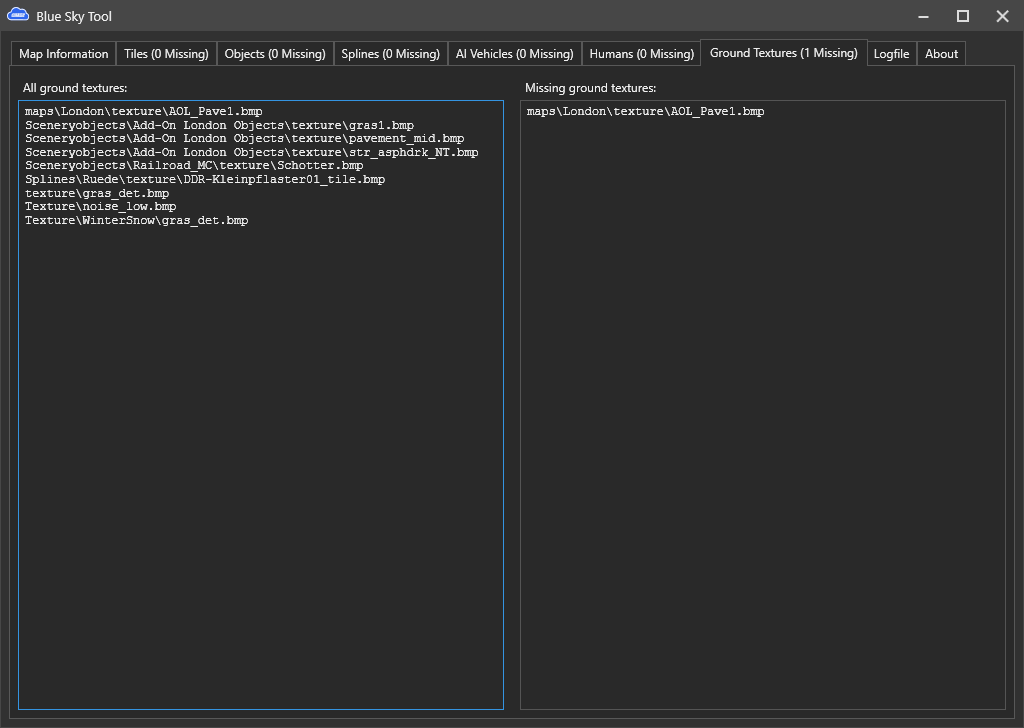 Blue Sky Tool
Map Information Tiles (0 Missing) Objects (0 Missing) Splines (0 Missing) AI Vehicles (0 Missing) Humans (0 Missing) Ground Textures (1 Missing) Logfile About
All ground textures:
maps\London\texture\AOL_Pave1.bmp
Sceneryobjects\Add-On London Objects\texture\gras1.bmp
Sceneryobjects\Add-On London Objects\texture\pavement_mid.bmp
Sceneryobjects\Add-On London Objects\texture\str_asphdrk_NT.bmp
Sceneryobjects\Railroad_MC\texture\Schotter.bmp
Splines\Ruede\texture\DDR-Kleinpflaster01_tile.bmp
texture\gras_det.bmp
Texture\noise_low.bmp
Texture\WinterSnow\gras_det.bmp
Missing ground textures:
maps\London\texture\AOL_Pave1.bmp